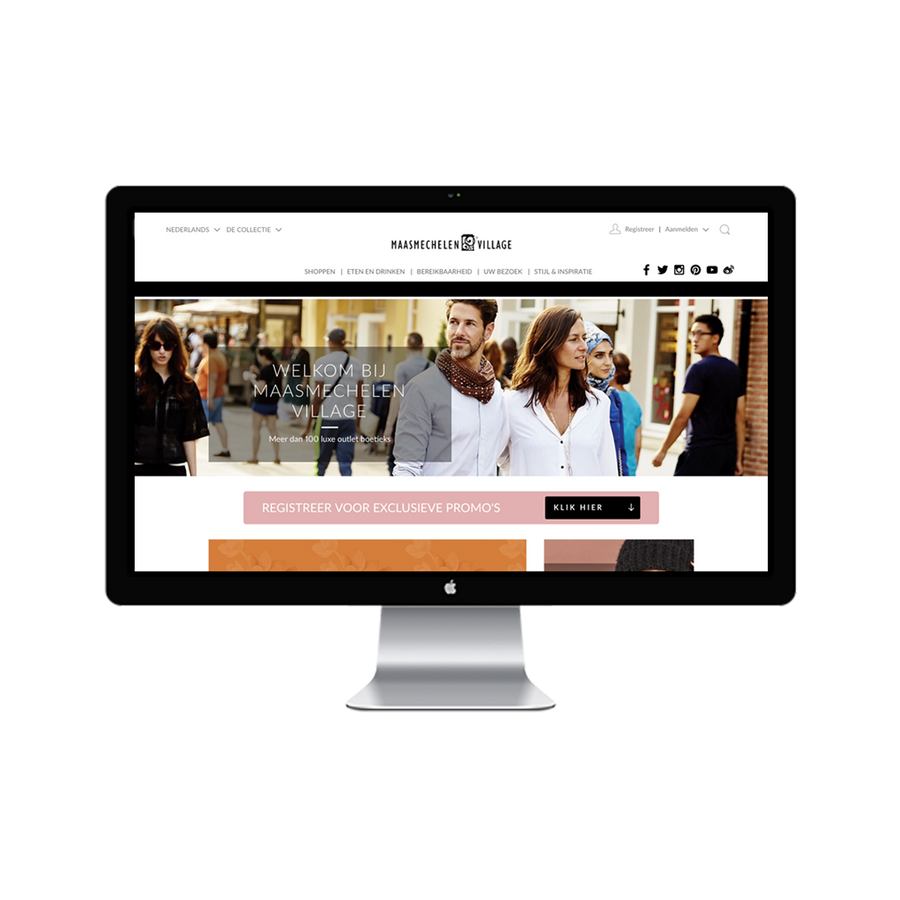 NEDERLANDS DE COLLECTIE
Registreer | Aanmelden
MAASMECHELEN VILLAGE
SHOPPEN | ETEN EN DRINKEN | BEREIKBAARHEID | UW BEZOEK | STIJL & INSPIRATIE
WELKOM BIJ
MAASMECHELEN
VILLAGE
Meer dan 100 luxe outlet boetieks
REGISTREER VOOR EXCLUSIEVE PROMO'S KLIK HIER